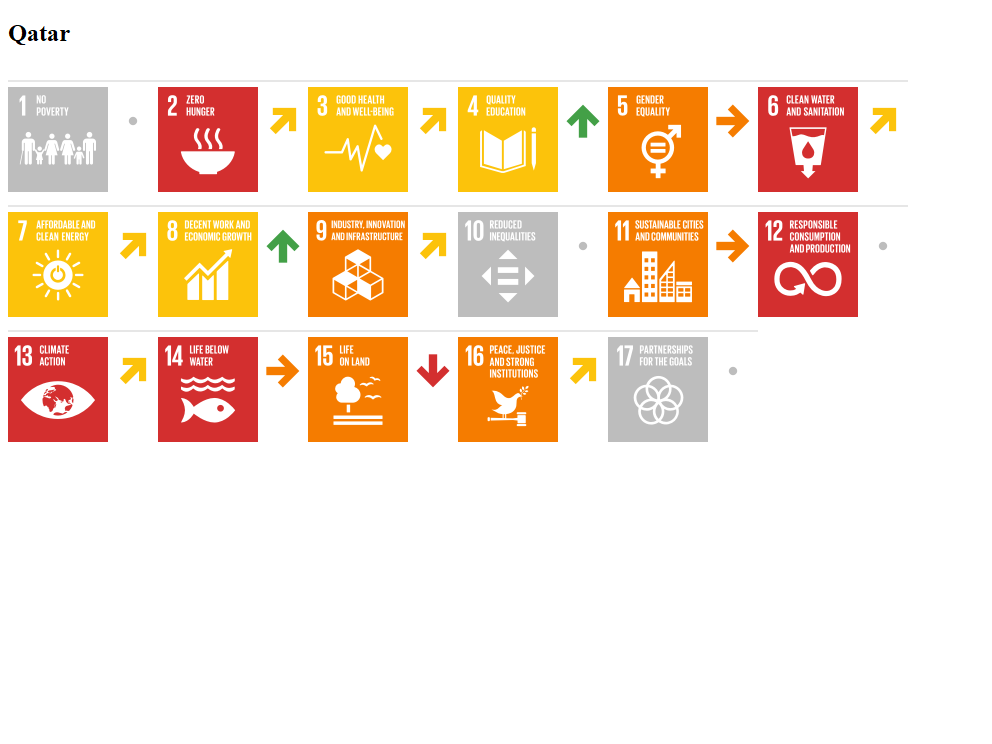 Qatar
1 NO
POVERTY
2 ZERO
HUNGER
3 GOOD HEALTH
AND WELL-BEING
4 QUALITY
EDUCATION
5 GENDER
EQUALITY
6 CLEAN WATER
AND SANITATION
7 AFFORDABLE AND
CLEAN ENERGY
8 DECENT WORK AND
ECONOMIC GROWTH
9 INDUSTRY, INNOVATION
AND INFRASTRUCTURE
10 REDUCED
INEQUALITIES
11 SUSTAINABLE CITIES
AND COMMUNITIES
12 RESPONSIBLE
CONSUMPTION
AND PRODUCTION
13 CLIMATE
ACTION
14 LIFE BELOW
WATER
15 LIFE
ON LAND
16 PEACE, JUSTICE
AND STRONG
INSTITUTIONS
17 PARTNERSHIPS
FOR THE GOALS